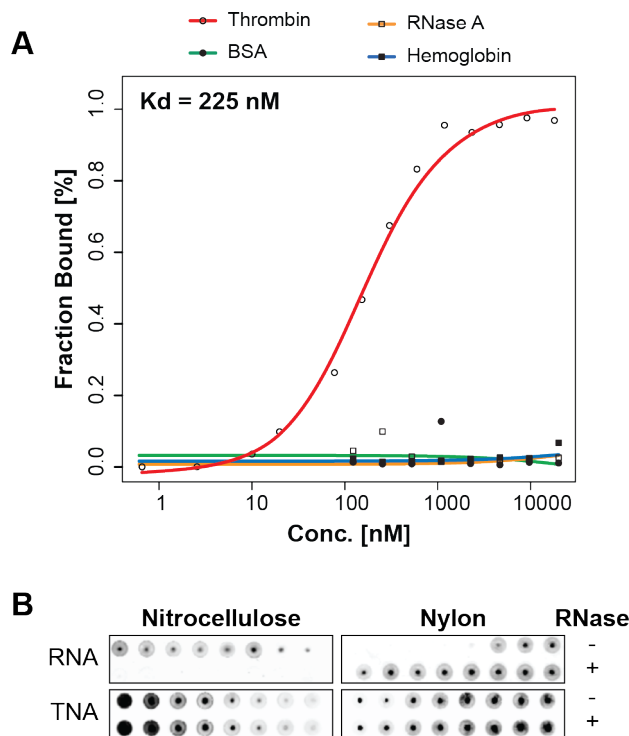 Thrombin
RNase A
BSA
Hemoglobin
A
Kd = 225 nM
Fraction Bound [%]
1.0
0.8
0.6
0.4
0.2
0.0
1
10
100
1000
10000
Conc. [nM]
B
Nitrocellulose
Nylon
RNase
RNA
-
+
TNA
-
+